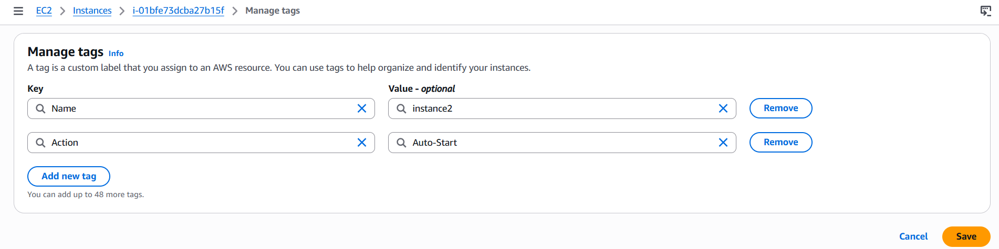 EC2 > Instances > i-01bfe73dcba27b15f > Manage tags
Manage tags Info
A tag is a custom label that you assign to an AWS resource. You can use tags to help organize and identify your instances.
Key Value - optional
Name instance2 Remove
Action Auto-Start Remove
Add new tag
You can add up to 48 more tags.
Cancel Save